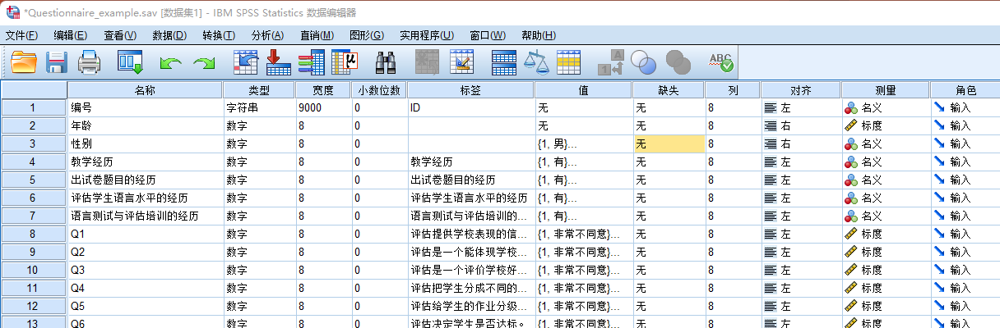 *Questionnaire_example.sav [数据集1] - IBM SPSS Statistics 数据编辑器
文件(F) 编辑(E) 查看(V) 数据(D) 转换(T) 分析(A) 直销(M) 图形(G) 实用程序(U) 窗口(W) 帮助(H)
μ A 1 4 A ABC
名称 类型 宽度 小数位数 标签 值 缺失 列 对齐 测量 角色
1 编号 字符串 9000 0 ID 无 无 8 左 名义 输入
2 年龄 数字 8 0 无 无 8 右 标度 输入
3 性别 数字 8 0 {1, 男}... 无 8 右 名义 输入
4 教学经历 数字 8 0 教学经历 {1, 有}... 无 8 左 名义 输入
5 出试卷题目的经历 数字 8 0 出试卷题目的经历 {1, 有}... 无 8 左 名义 输入
6 评估学生语言水平的经历 数字 8 0 评估学生语言水平的经历 {1, 有}... 无 8 左 名义 输入
7 语言测试与评估培训的经历 数字 8 0 语言测试与评估培训的... {1, 有}... 无 8 左 名义 输入
8 Q1 数字 8 0 评估提供学校表现的信... {1, 非常不同意}... 无 8 左 标度 输入
9 Q2 数字 8 0 评估是一个能体现学校... {1, 非常不同意}... 无 8 左 标度 输入
10 Q3 数字 8 0 评估是一个评价学校好... {1, 非常不同意}... 无 8 左 标度 输入
11 Q4 数字 8 0 评估把学生分成不同的... {1, 非常不同意}... 无 8 左 标度 输入
12 Q5 数字 8 0 评估给学生的作业分级... {1, 非常不同意}... 无 8 左 标度 输入
13 Q6 数字 8 0 评估决定学生是否达标。 {1, 非常不同意}... 无 8 左 标度 输入